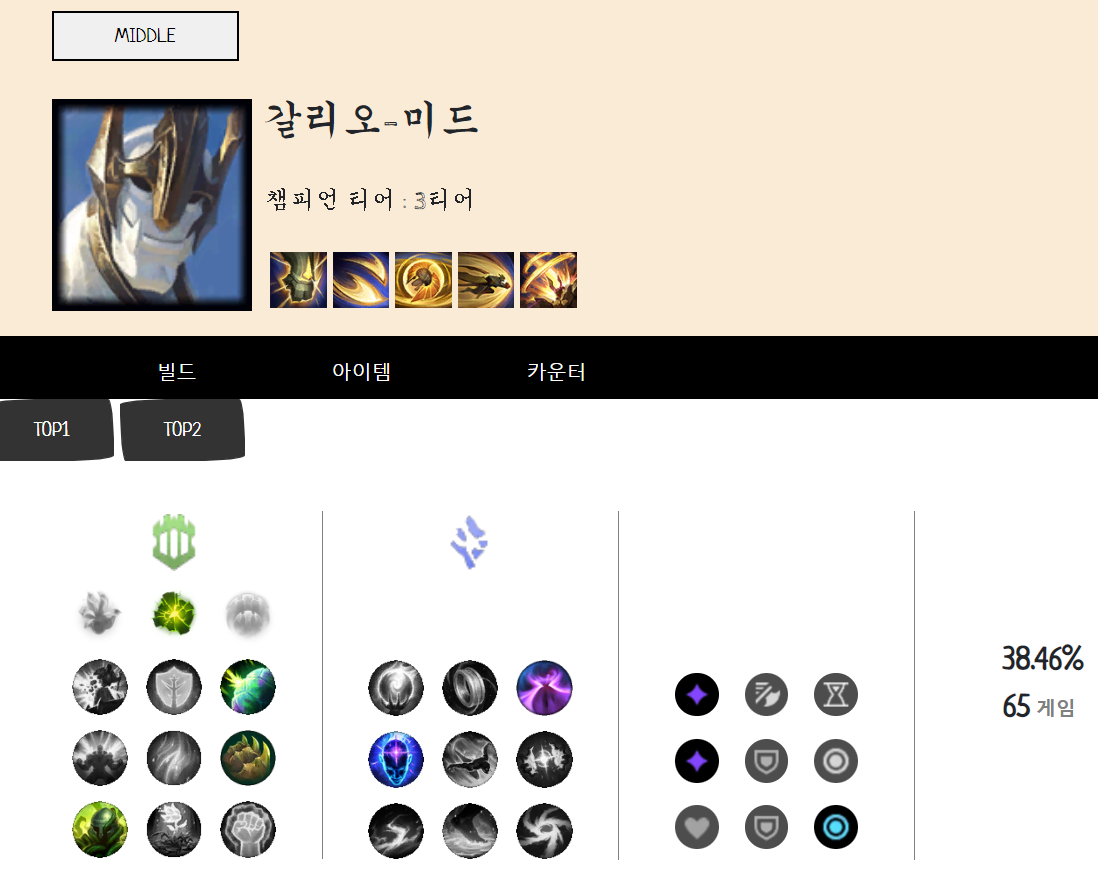 MIDDLE
갈리오-미드
챔피언 티어 : 3티어
빌드 아이템 카운터
TOP1 TOP2
38.46%
65 게임